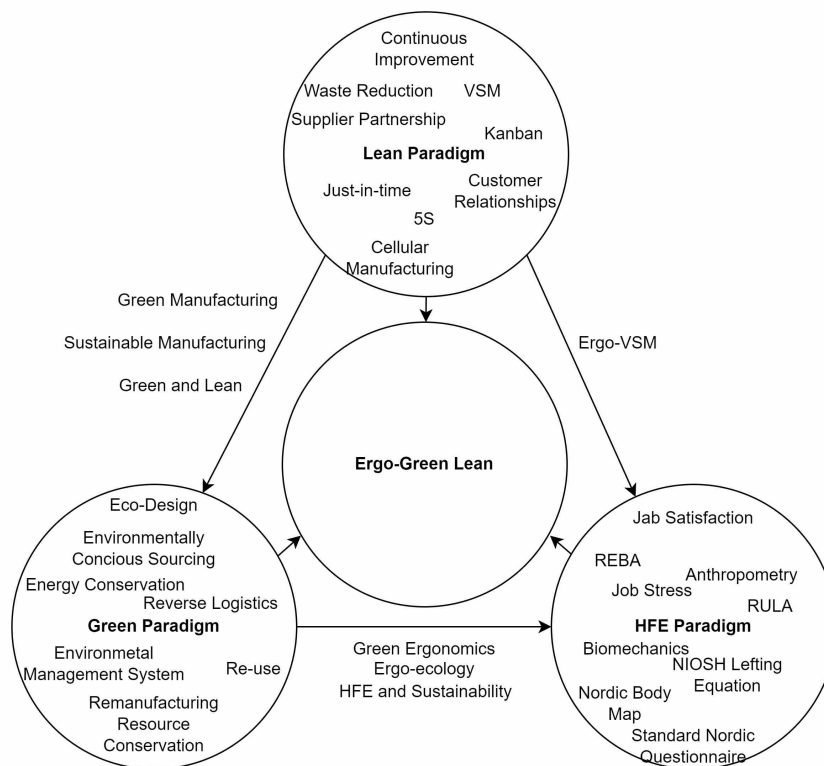 Continuous
Improvement
Waste Reduction
VSM
Supplier Partnership
Kanban
Lean Paradigm
Just-in-time
Customer
Relationships
5S
Cellular
Manufacturing
Green Manufacturing
Sustainable Manufacturing
Green and Lean
Ergo-VSM
Ergo-Green Lean
Eco-Design
Environmentally
Concious Sourcing
Energy Conservation
Reverse Logistics
Green Paradigm
Environmetal
Management System
Re-use
Remanufacturing
Resource
Conservation
Green Ergonomics
Ergo-ecology
HFE and Sustainability
Jab Satisfaction
REBA
Anthropometry
Job Stress
RULA
HFE Paradigm
Biomechanics
NIOSH Lefting
Equation
Nordic Body
Map
Standard Nordic
Questionnaire